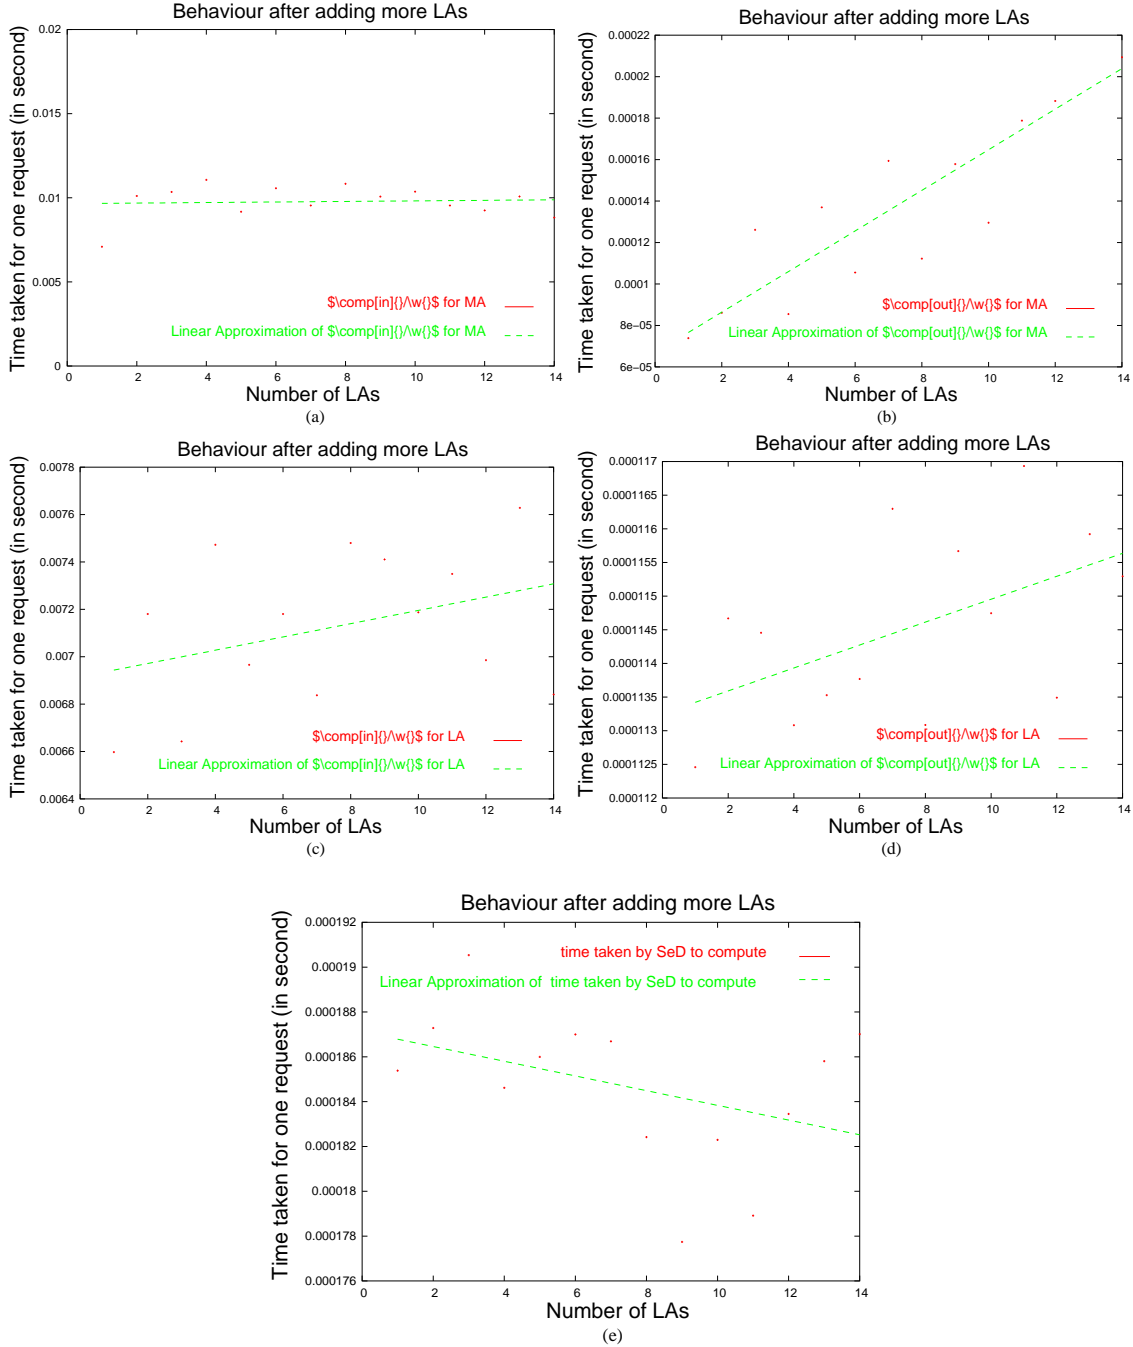 Behaviour after adding more LAs
Time taken for one request (in second)
0.02
0.015
0.01
0.005
0
$\comp[in]{}/\w{}$ for MA
Linear Approximation of $\comp[in]{}/\w{}$ for MA
0 2 4 6 8 10 12 14
Number of LAs
(a)
Behaviour after adding more LAs
Time taken for one request (in second)
0.00022
0.0002
0.00018
0.00016
0.00014
0.00012
0.0001
8e−05
6e−05
$\comp[out]{}/\w{}$ for MA
Linear Approximation of $\comp[out]{}/\w{}$ for MA
0 2 4 6 8 10 12 14
Number of LAs
(b)
Behaviour after adding more LAs
Time taken for one request (in second)
0.0078
0.0076
0.0074
0.0072
0.007
0.0068
0.0066
0.0064
$\comp[in]{}/\w{}$ for LA
Linear Approximation of $\comp[in]{}/\w{}$ for LA
0 2 4 6 8 10 12 14
Number of LAs
(c)
Behaviour after adding more LAs
Time taken for one request (in second)
0.000117
0.0001165
0.000116
0.0001155
0.000115
0.0001145
0.000114
0.0001135
0.000113
0.0001125
0.000112
$\comp[out]{}/\w{}$ for LA
Linear Approximation of $\comp[out]{}/\w{}$ for LA
0 2 4 6 8 10 12 14
Number of LAs
(d)
Behaviour after adding more LAs
Time taken for one request (in second)
0.000192
0.00019
0.000188
0.000186
0.000184
0.000182
0.00018
0.000178
0.000176
time taken by SeD to compute
Linear Approximation of time taken by SeD to compute
0 2 4 6 8 10 12 14
Number of LAs
(e)